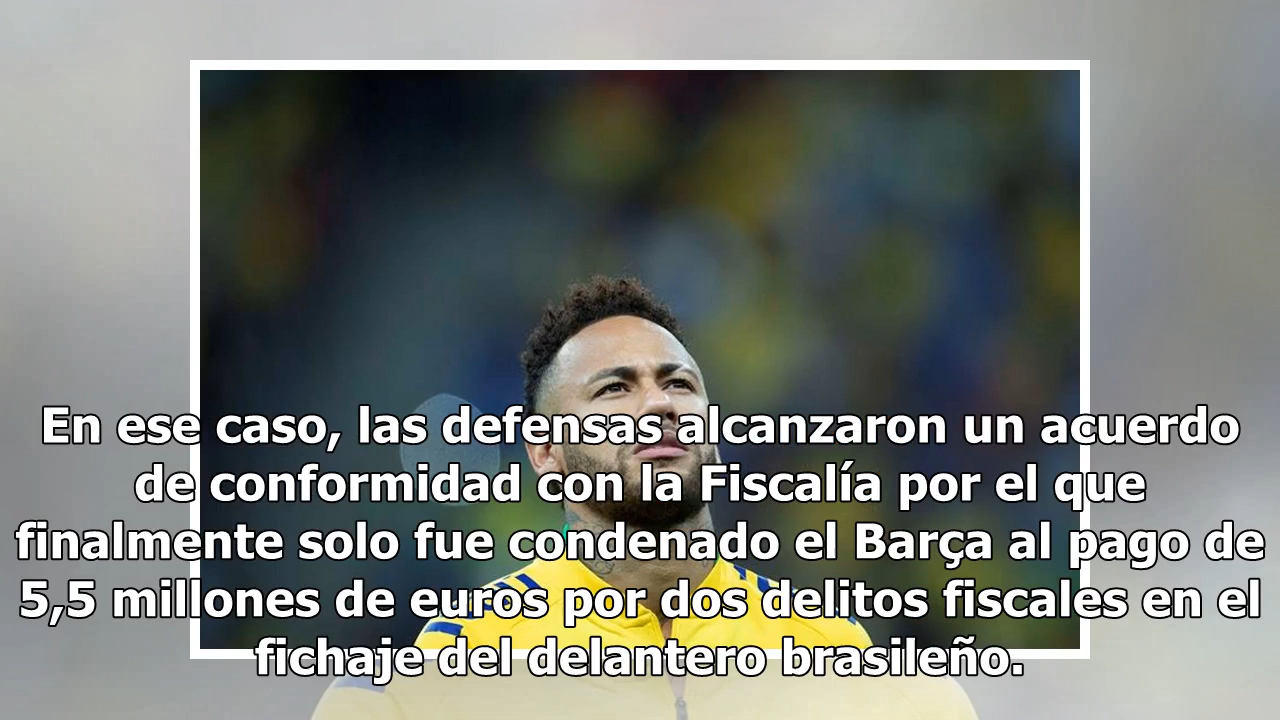 En ese caso, las defensas alcanzaron un acuerdo
de conformidad con la Fiscalía por el que
finalmente solo fue condenado el Barça al pago de
5,5 millones de euros por dos delitos fiscales en el
fichaje del delantero brasileño.